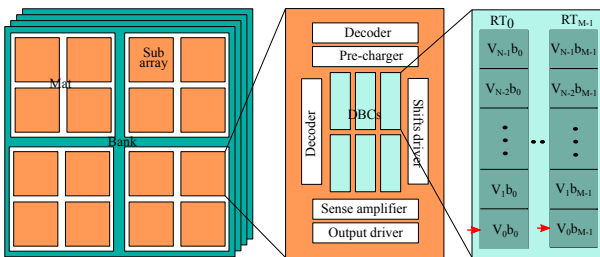 Sub
array
Mat
Bank
Decoder
Pre-charger
Decoder
DBCs
Shifts driver
Sense amplifier
Output driver
RT0 RTM-1
VN-1b0 VN-1bM-1
VN-2b0 VN-2bM-1
V1b0 V1bM-1
V0b0 V0bM-1